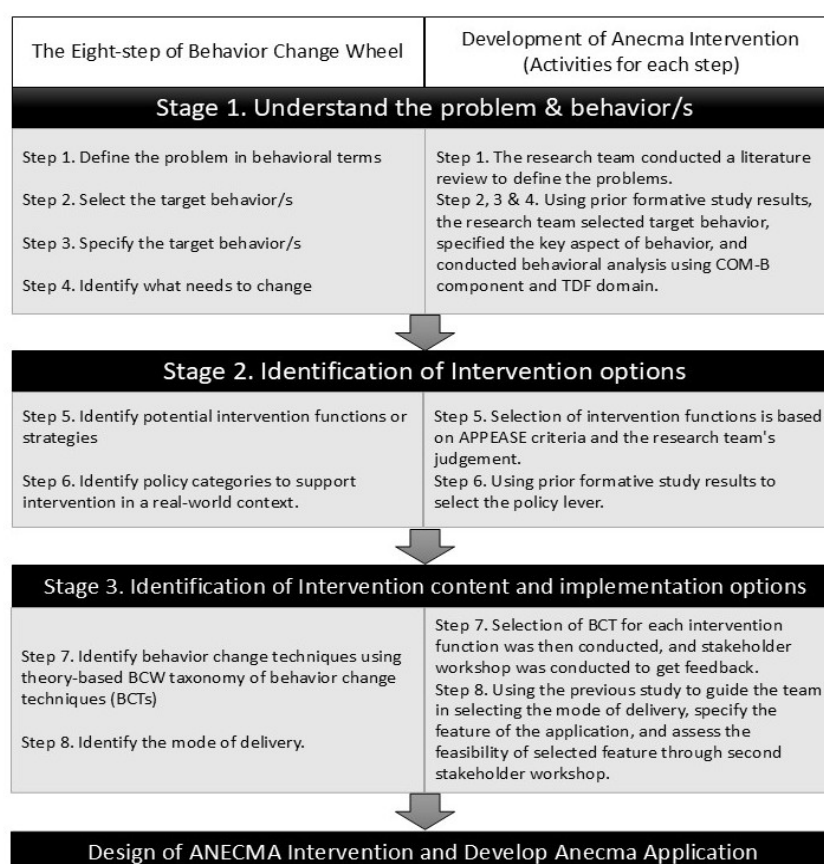 The Eight-step of Behavior Change Wheel
Development of Anecma Intervention
(Activities for each step)
Stage 1. Understand the problem & behavior/s
Step 1. Define the problem in behavioral terms
Step 2. Select the target behavior/s
Step 3. Specify the target behavior/s
Step 4. Identify what needs to change
Step 1. The research team conducted a literature
review to define the problems.
Step 2, 3 & 4. Using prior formative study results,
the research team selected target behavior,
specified the key aspect of behavior, and
conducted behavioral analysis using COM-B
component and TDF domain.
Stage 2. Identification of Intervention options
Step 5. Identify potential intervention functions or
strategies
Step 6. Identify policy categories to support
intervention in a real-world context.
Step 5. Selection of intervention functions is based
on APPEASE criteria and the research team's
judgement.
Step 6. Using prior formative study results to
select the policy lever.
Stage 3. Identification of Intervention content and implementation options
Step 7. Identify behavior change techniques using
theory-based BCW taxonomy of behavior change
techniques (BCTs)
Step 8. Identify the mode of delivery.
Step 7. Selection of BCT for each intervention
function was then conducted, and stakeholder
workshop was conducted to get feedback.
Step 8. Using the previous study to guide the team
in selecting the mode of delivery, specify the
feature of the application, and assess the
feasibility of selected feature through second
stakeholder workshop.
Design of ANECMA Intervention and Develop Anecma Application